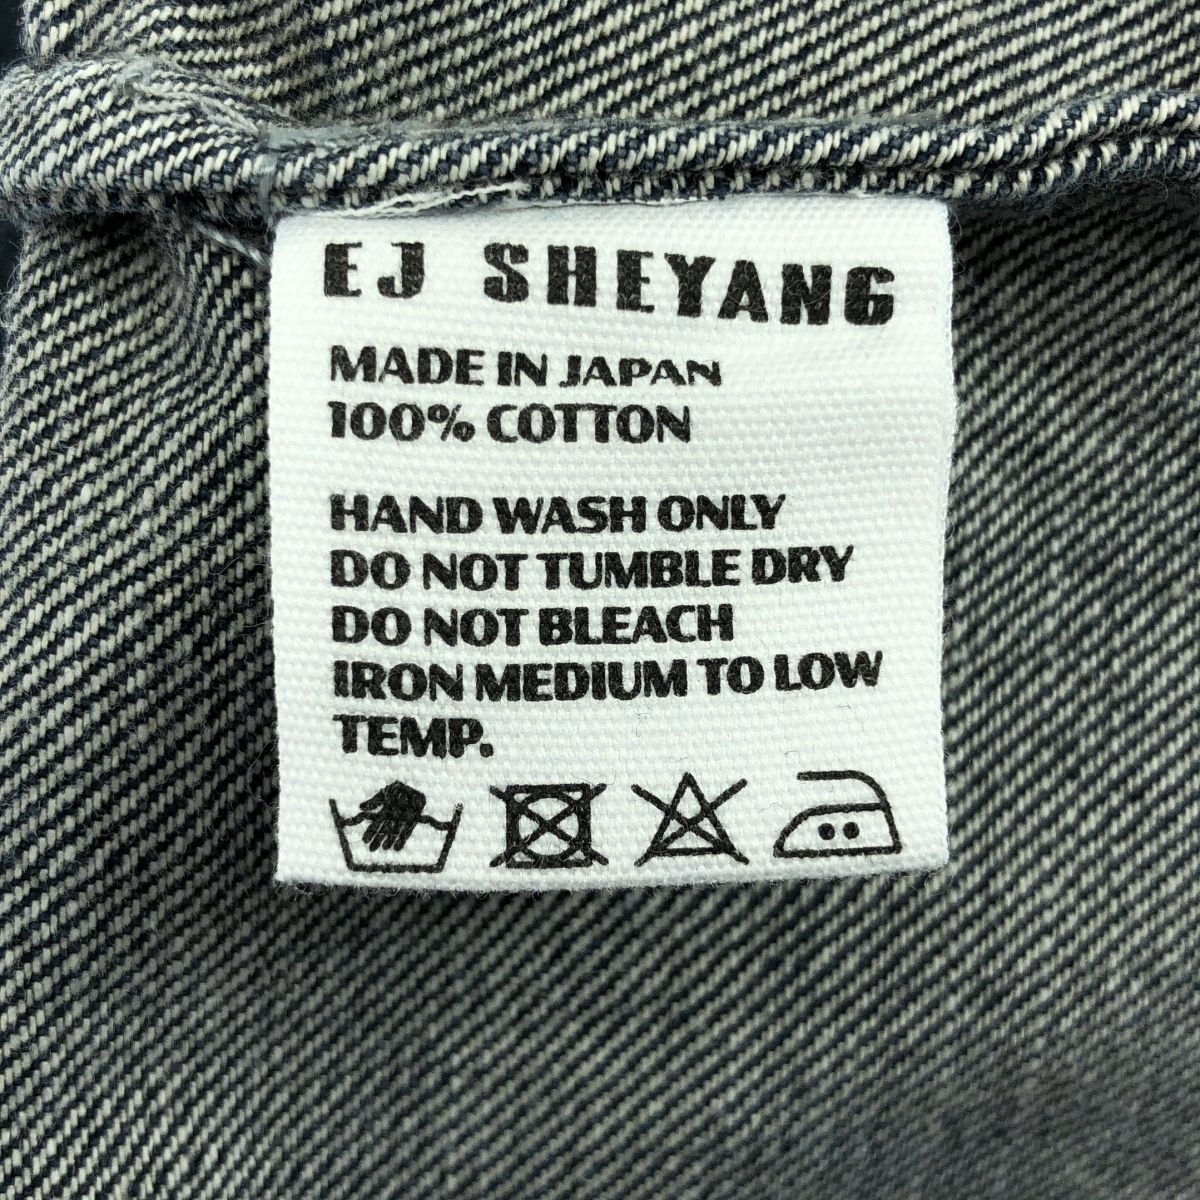 EJ SHEYANG
MADE IN JAPAN
100% COTTON
HAND WASH ONLY
DO NOT TUMBLE DRY
DO NOT BLEACH
IRON MEDIUM TO LOW
TEMP.